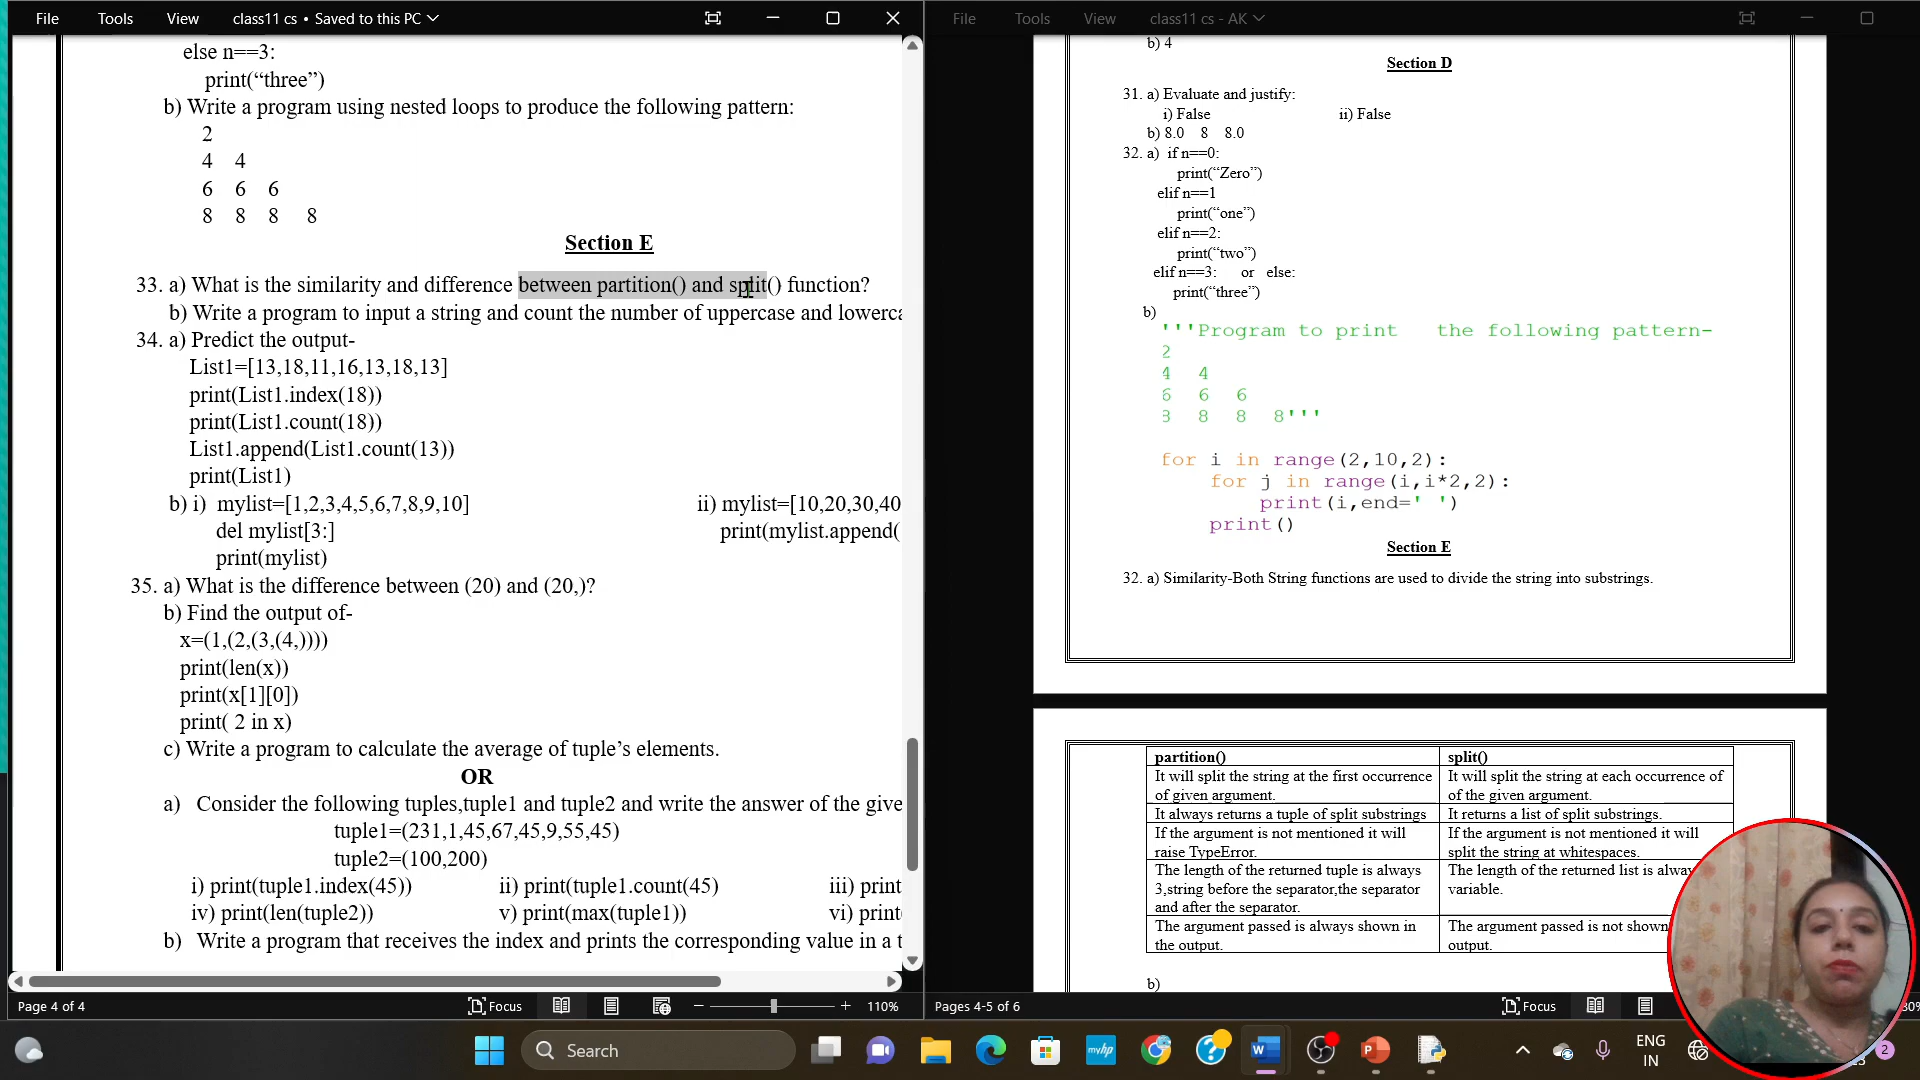 File Tools View class11 cs • Saved to this PC
else n==3:
print(“three”)
b) Write a program using nested loops to produce the following pattern:
2
4 4
6 6 6
8 8 8 8
Section E
33. a) What is the similarity and difference between partition() and split() function?
b) Write a program to input a string and count the number of uppercase and lowerca
34. a) Predict the output-
List1=[13,18,11,16,13,18,13]
print(List1.index(18))
print(List1.count(18))
List1.append(List1.count(13))
print(List1)
b) i) mylist=[1,2,3,4,5,6,7,8,9,10] ii) mylist=[10,20,30,40
del mylist[3:] print(mylist.append(
print(mylist)
35. a) What is the difference between (20) and (20,)?
b) Find the output of-
x=(1,(2,(3,(4,))))
print(len(x))
print(x[1][0])
print( 2 in x)
c) Write a program to calculate the average of tuple’s elements.
OR
a) Consider the following tuples,tuple1 and tuple2 and write the answer of the give
tuple1=(231,1,45,67,45,9,55,45)
tuple2=(100,200)
i) print(tuple1.index(45)) ii) print(tuple1.count(45) iii) print
iv) print(len(tuple2)) v) print(max(tuple1)) vi) print
b) Write a program that receives the index and prints the corresponding value in a t
Page 4 of 4 Focus 110%
File Tools View class11 cs - AK
b) 4
Section D
31. a) Evaluate and justify:
i) False ii) False
b) 8.0 8 8.0
32. a) if n==0:
print(“Zero”)
elif n==1
print(“one”)
elif n==2:
print(“two”)
elif n==3: or else:
print(“three”)
b)
'''Program to print the following pattern-
2
4 4
6 6 6
8 8 8 8'''
for i in range(2,10,2):
for j in range(i,i*2,2):
print(i,end=' ')
print()
Section E
32. a) Similarity-Both String functions are used to divide the string into substrings.
partition() split()
It will split the string at the first occurrence of given argument.
It will split the string at each occurrence of of the given argument.
It always returns a tuple of split substrings
It returns a list of split substrings.
If the argument is not mentioned it will raise TypeError.
If the argument is not mentioned it will split the string at whitespaces.
The length of the returned tuple is always 3,string before the separator,the separator and after the separator.
The length of the returned list is alway variable.
The argument passed is always shown in the output.
The argument passed is not shown output.
b)
Pages 4-5 of 6 Focus
Search
myhp
ENG
IN
2